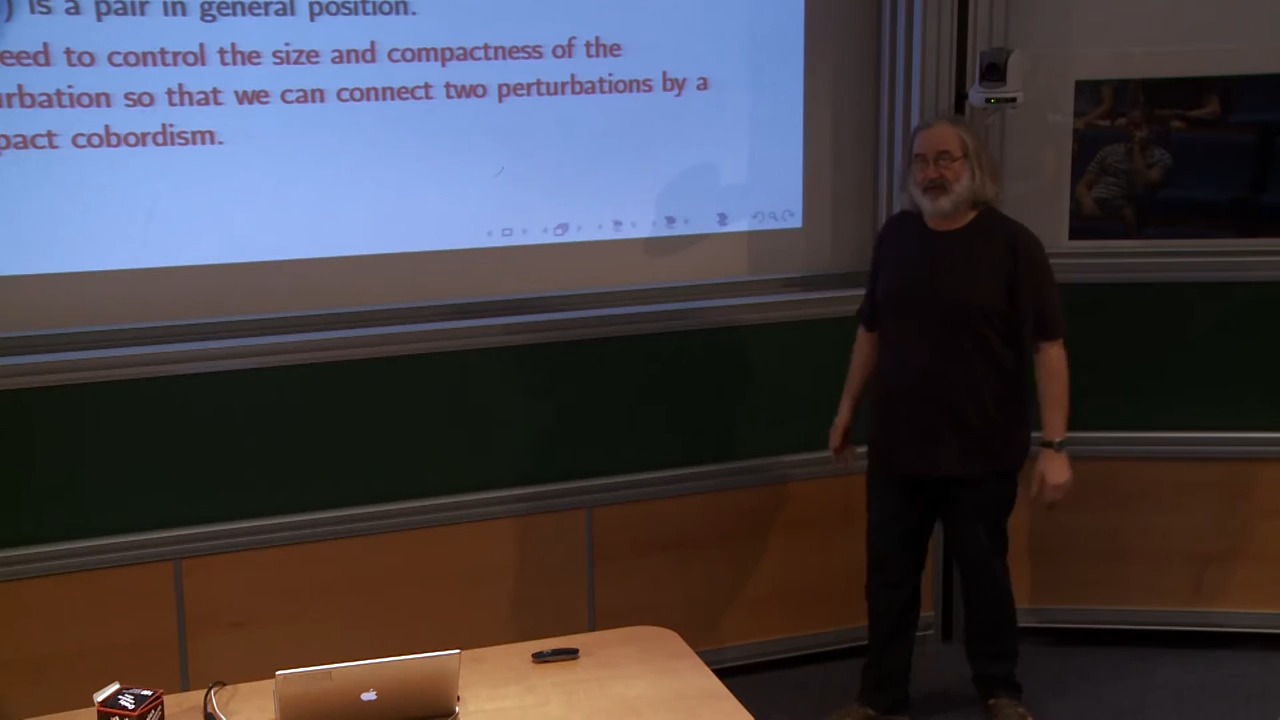 ) is a pair in general position.
eed to control the size and compactness of the
urbation so that we can connect two perturbations by a
pact cobordism.